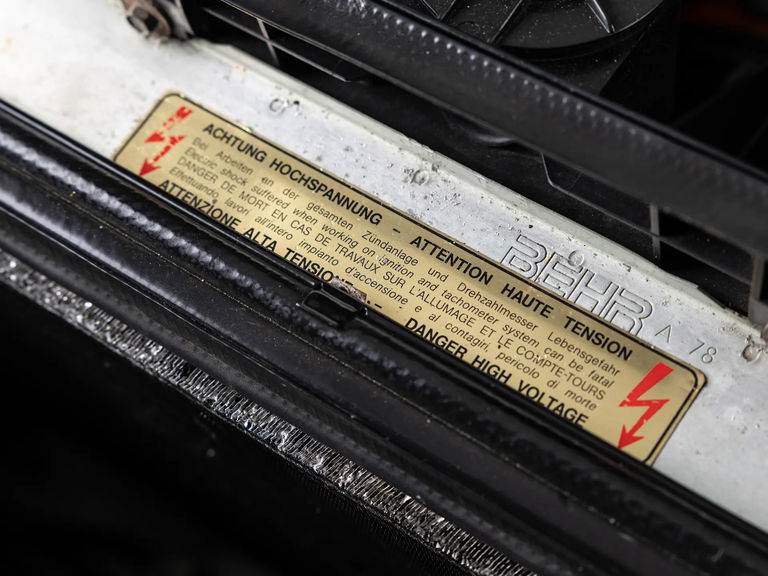 ACHTUNG HOCHSPANNUNG – ATTENTION HAUTE TENSION
Bei Arbeiten an der gesamten Zündanlage und Drehzahlmesser Lebensgefahr
Electric shock suffered when working on ignition and tachometer system can be fatal
DANGER DE MORT EN CAS DE TRAVAUX SUR L'ALLUMAGE ET LE COMPTE-TOURS
Effettuando lavori all'intero impianto d'accensione e al contagiri, pericolo di morte
ATTENZIONE ALTA TENSIONE – DANGER HIGH VOLTAGE
BEHR A 78